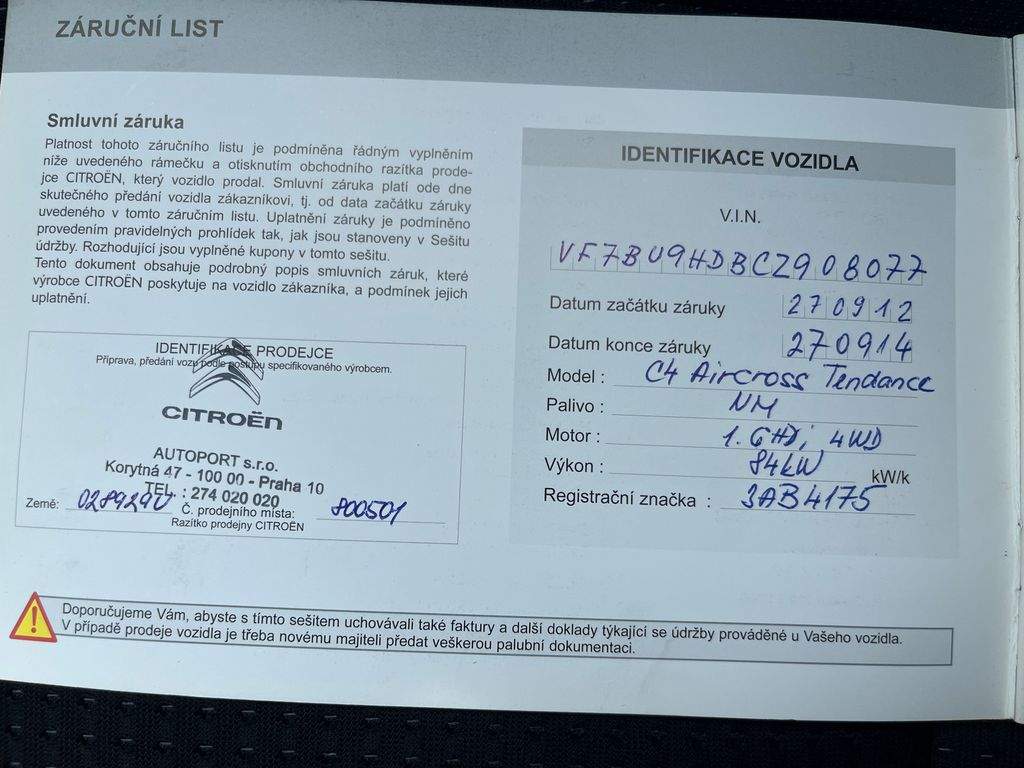 ZÁRUČNÍ LIST
Smluvní záruka
Platnost tohoto záručního listu je podmíněna řádným vyplněním
níže uvedeného rámečku a otisknutím obchodního razítka prode-
jce CITROËN, který vozidlo prodal. Smluvní záruka platí ode dne
skutečného předání vozidla zákazníkovi, tj. od data začátku záruky
uvedeného v tomto záručním listu. Uplatnění záruky je podmíněno
provedením pravidelných prohlídek tak, jak jsou stanoveny v Sešitu
údržby. Rozhodující jsou vyplněné kupony v tomto sešitu.
Tento dokument obsahuje podrobný popis smluvních záruk, které
výrobce CITROËN poskytuje na vozidlo zákazníka, a podmínek jejich
uplatnění.
IDENTIFIKACE PRODEJCE
Příprava, předání vozu podle postupu specifikovaného výrobcem.
CITROËN
AUTOPORT s.r.o.
Korytná 47 - 100 00 - Praha 10
TEL. : 274 020 020
Země: 028929U Č. prodejního místa: 800501
Razítko prodejny CITROËN
IDENTIFIKACE VOZIDLA
V.I.N.
VF7BU9HDBCZ908077
Datum začátku záruky 270912
Datum konce záruky 270914
Model : C4 Aircross Tendance
Palivo : NM
Motor : 1.6HDi 4WD
Výkon : 84kW kW/k
Registrační značka : 3AB4175
Doporučujeme Vám, abyste s tímto sešitem uchovávali také faktury a další doklady týkající se údržby prováděné u Vašeho vozidla.
V případě prodeje vozidla je třeba novému majiteli předat veškerou palubní dokumentaci.